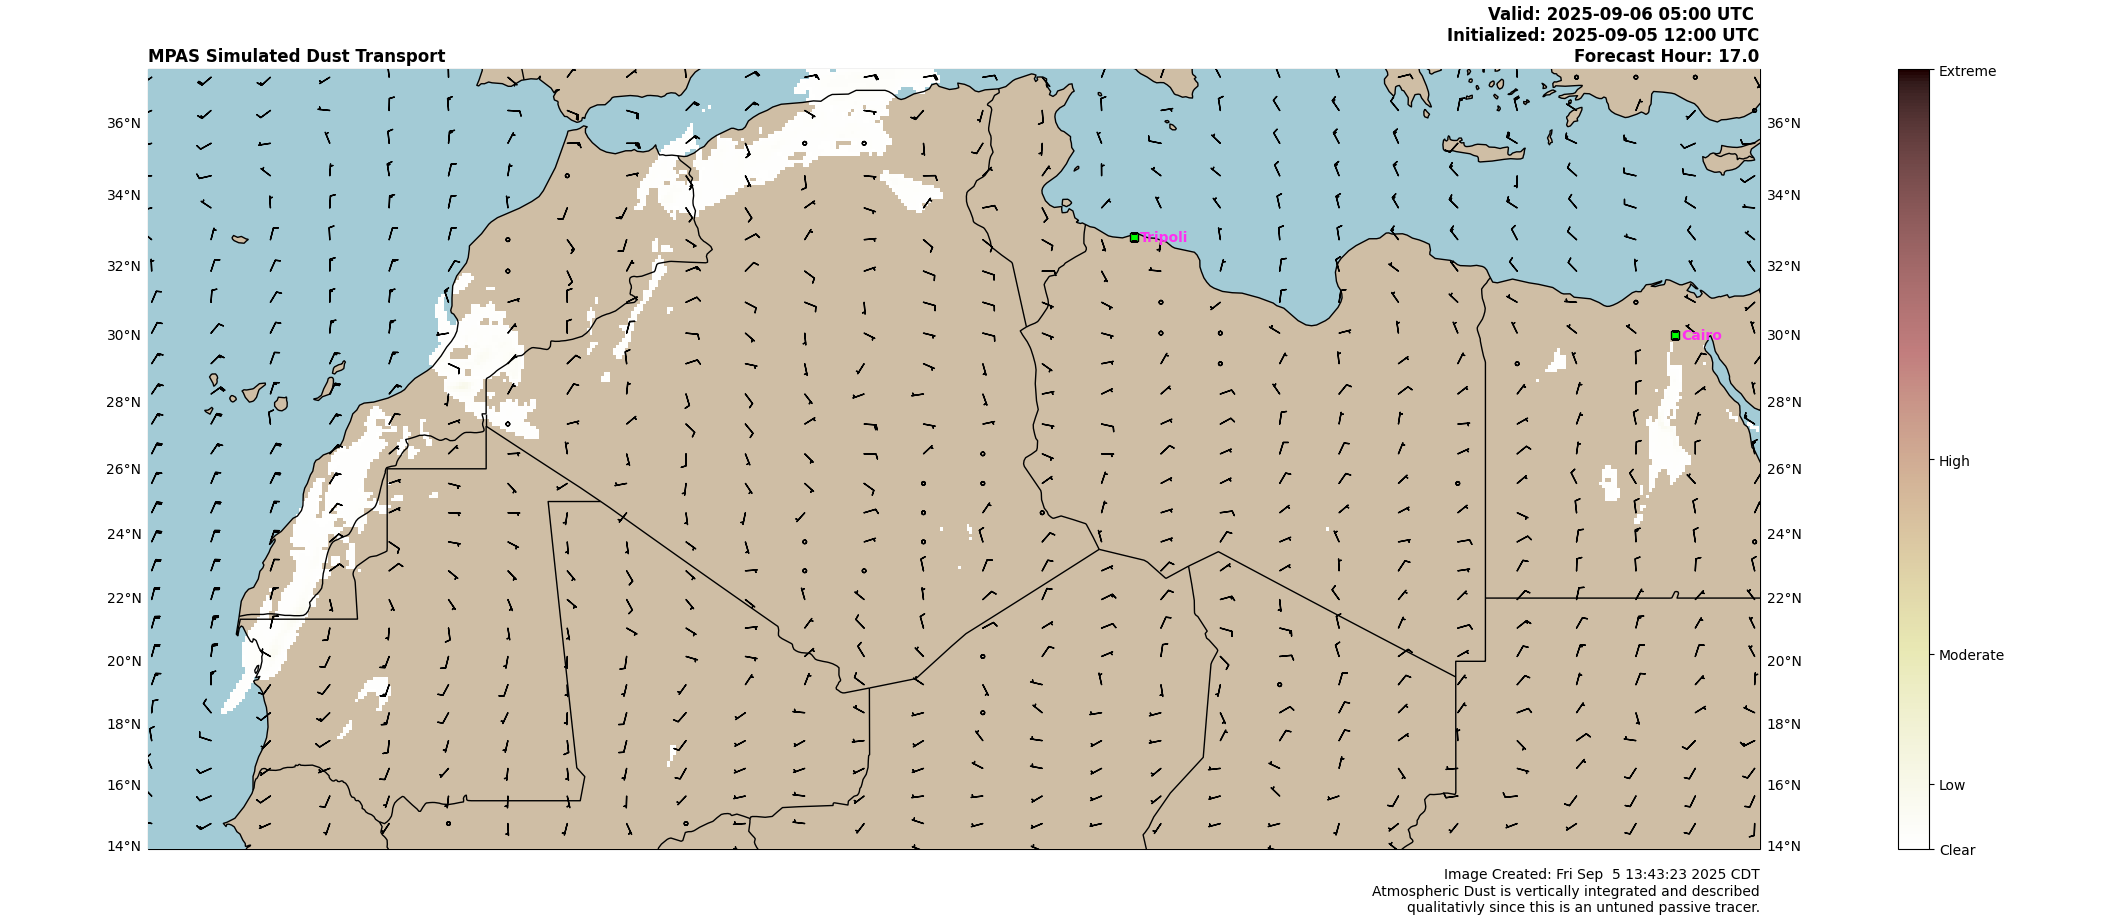 Valid: 2025-09-06 05:00 UTC
Initialized: 2025-09-05 12:00 UTC
MPAS Simulated Dust Transport
Forecast Hour: 17.0
36°N
34°N
32°N
30°N
28°N
26°N
24°N
22°N
20°N
18°N
16°N
14°N
Tripoli
Cairo
36°N
34°N
32°N
30°N
28°N
26°N
24°N
22°N
20°N
18°N
16°N
14°N
Extreme
High
Moderate
Low
Clear
Image Created: Fri Sep  5 13:43:23 2025 CDT
Atmospheric Dust is vertically integrated and described
qualitativly since this is an untuned passive tracer.